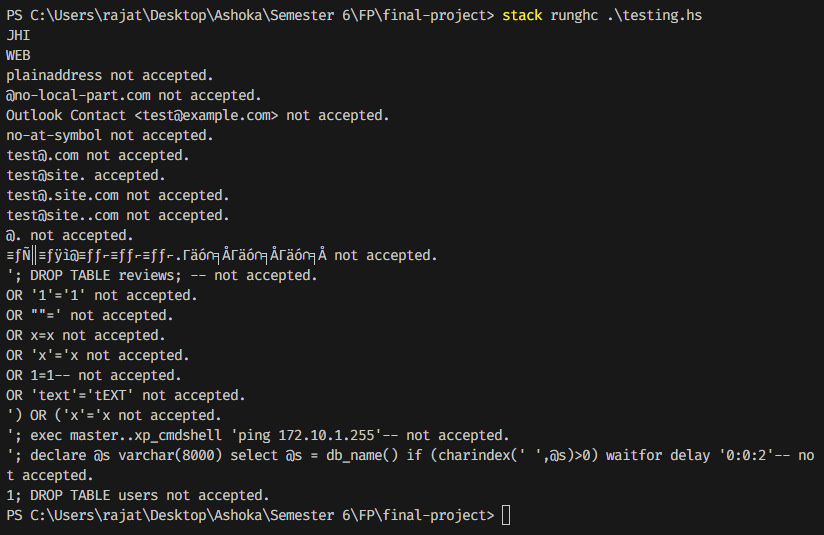 PS C:\Users\rajat\Desktop\Ashoka\Semester 6\FP\final-project> stack runghc .\testing.hs
JHI
WEB
plainaddress not accepted.
@no-local-part.com not accepted.
Outlook Contact <test@example.com> not accepted.
no-at-symbol not accepted.
test@.com not accepted.
test@site. accepted.
test@.site.com not accepted.
test@site..com not accepted.
@. not accepted.
≡ƒÑ║≡ƒÿì@≡ƒƒ⌐≡ƒƒ⌐≡ƒƒ⌐.Γäó∩╕ÅΓäó∩╕ÅΓäó∩╕Å not accepted.
'; DROP TABLE reviews; -- not accepted.
OR '1'='1' not accepted.
OR ""=' not accepted.
OR x=x not accepted.
OR 'x'='x not accepted.
OR 1=1-- not accepted.
OR 'text'='tEXT' not accepted.
') OR ('x'='x not accepted.
'; exec master..xp_cmdshell 'ping 172.10.1.255'-- not accepted.
'; declare @s varchar(8000) select @s = db_name() if (charindex(' ',@s)>0) waitfor delay '0:0:2'-- no
t accepted.
1; DROP TABLE users not accepted.
PS C:\Users\rajat\Desktop\Ashoka\Semester 6\FP\final-project>